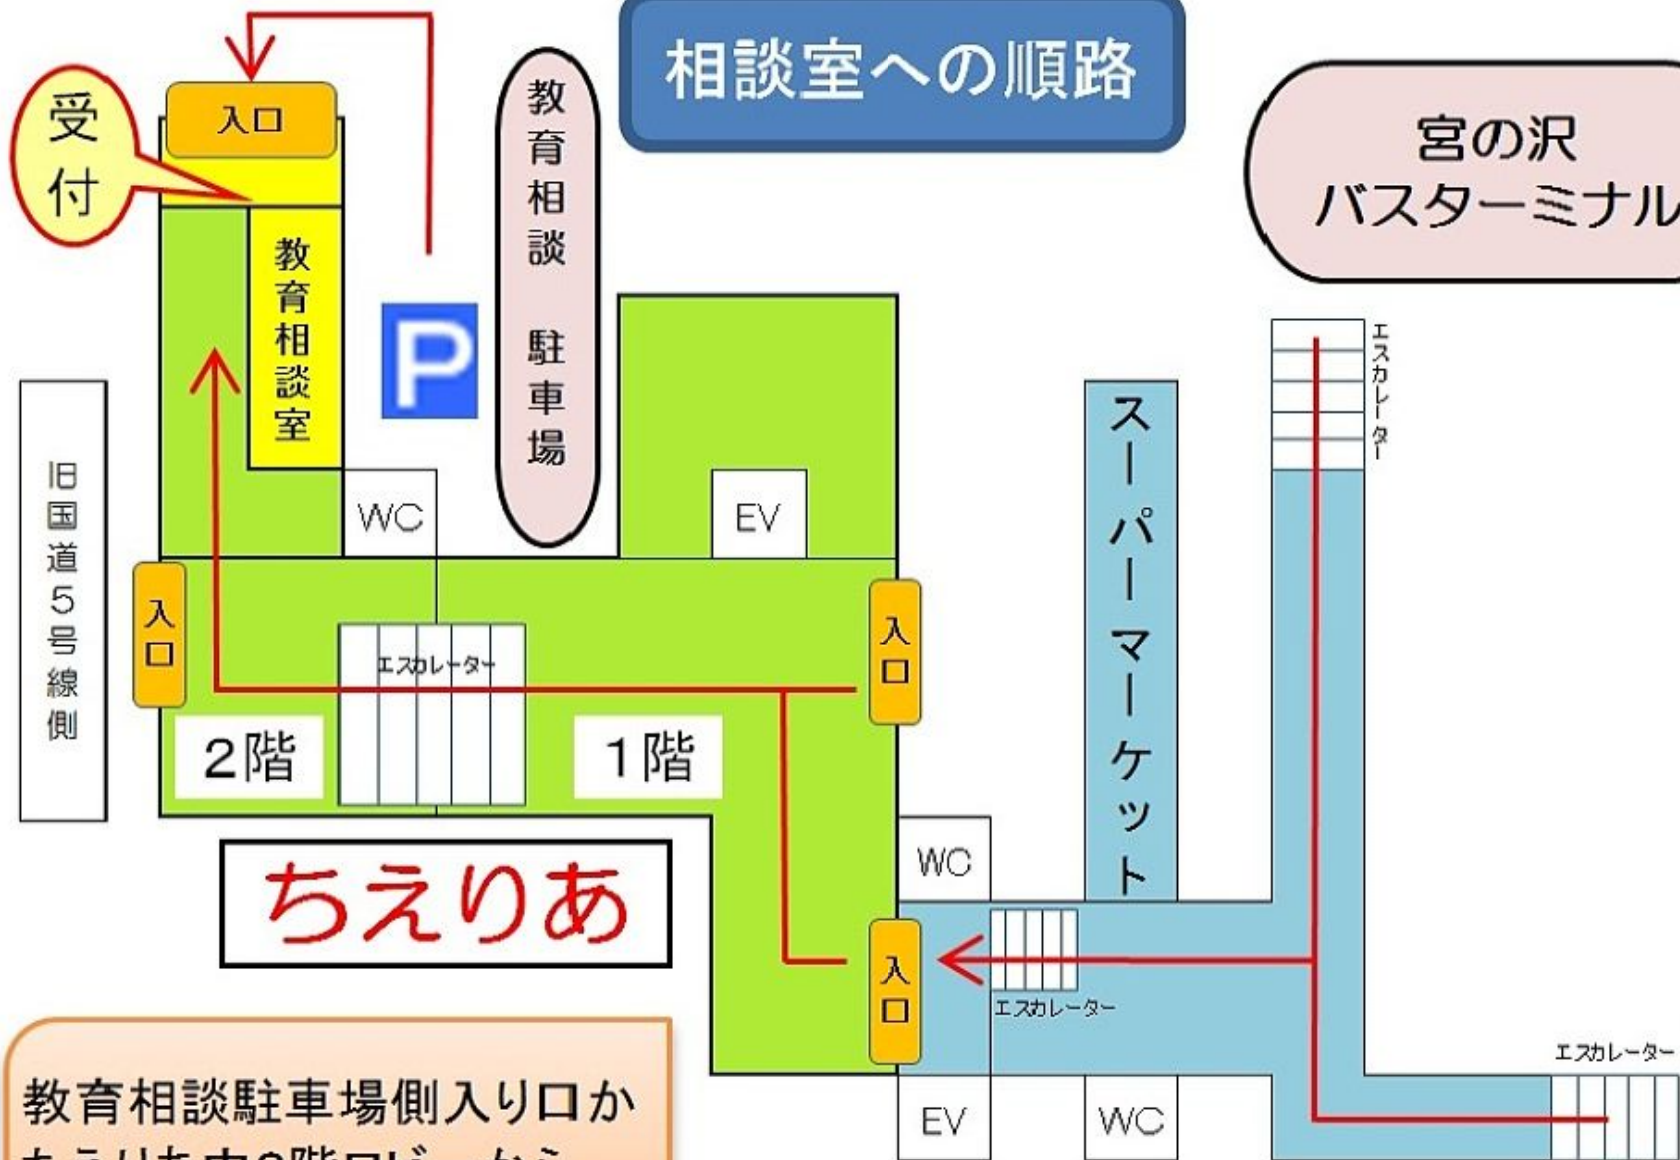 相談室への順路
入口
受付
教育相談 駐車場
宮の沢
バスターミナル
教育相談室
P
エスカレーター
スーパーマーケット
旧国道5号線側
WC
EV
入口
入口
エスカレーター
2階
1階
WC
ちえりあ
入口
エスカレーター
エスカレーター
EV
WC
教育相談駐車場側入り口か